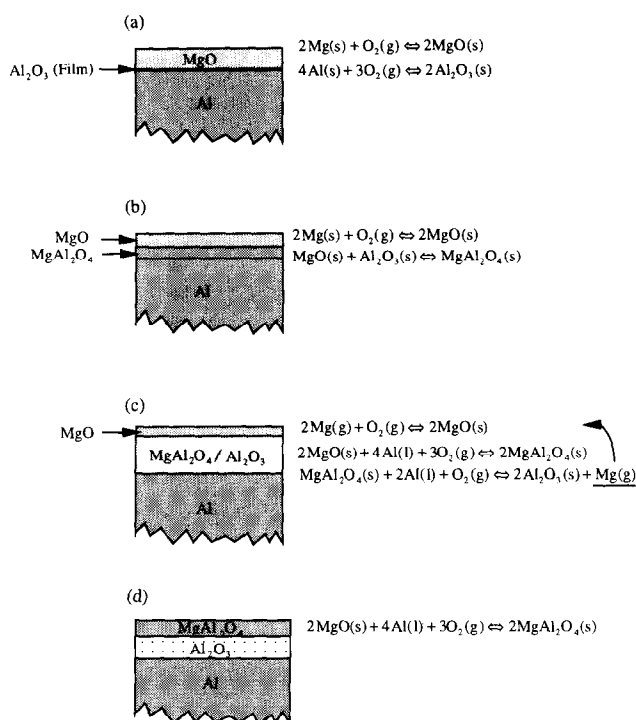 (a)
2Mg(s) + O₂(g) ⇔ 2MgO(s)
MgO
Al₂O₃ (Film)
4Al(s) + 3O₂(g) ⇔ 2Al₂O₃(s)
Al
(b)
MgO
2Mg(s) + O₂(g) ⇔ 2MgO(s)
MgAl₂O₄
MgO(s) + Al₂O₃(s) ⇔ MgAl₂O₄(s)
Al
(c)
MgO
2Mg(g) + O₂(g) ⇔ 2MgO(s)
MgAl₂O₄ / Al₂O₃
2MgO(s) + 4Al(l) + 3O₂(g) ⇔ 2MgAl₂O₄(s)
MgAl₂O₄(s) + 2Al(l) + O₂(g) ⇔ 2Al₂O₃(s) + Mg(g)
Al
(d)
MgAl₂O₄
2MgO(s) + 4Al(l) + 3O₂(g) ⇔ 2MgAl₂O₄(s)
Al₂O₃
Al